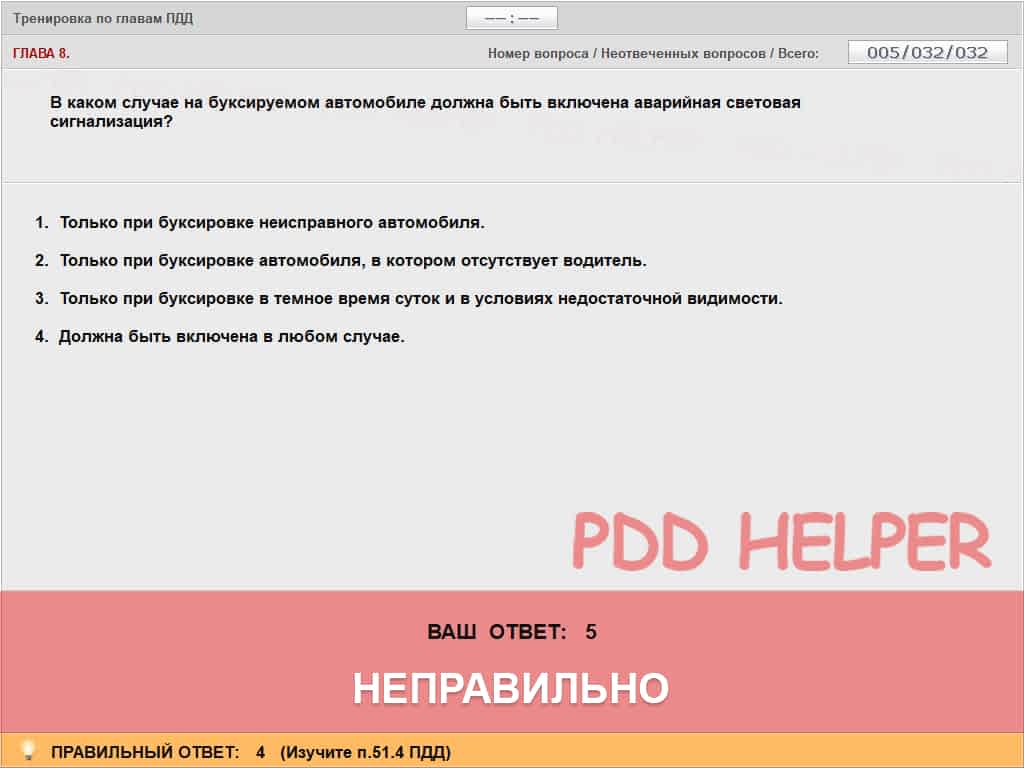 Тренировка по главам ПДД
—— : ——
ГЛАВА 8.
Номер вопроса / Неотвеченных вопросов / Всего:
005/032/032
В каком случае на буксируемом автомобиле должна быть включена аварийная световая
сигнализация?
1. Только при буксировке неисправного автомобиля.
2. Только при буксировке автомобиля, в котором отсутствует водитель.
3. Только при буксировке в темное время суток и в условиях недостаточной видимости.
4. Должна быть включена в любом случае.
PDD HELPER
ВАШ ОТВЕТ: 5
НЕПРАВИЛЬНО
ПРАВИЛЬНЫЙ ОТВЕТ: 4 (Изучите п.51.4 ПДД)